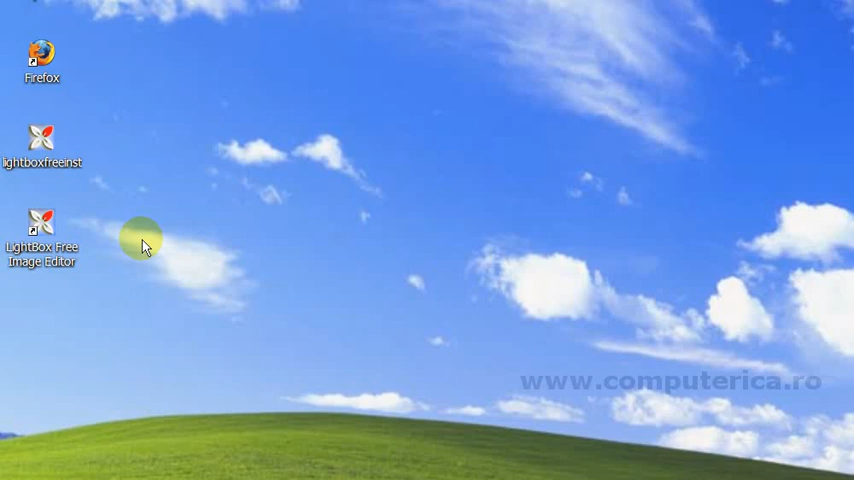 Firefox
lightboxfreeinst
LightBox Free
Image Editor
www.computerica.ro